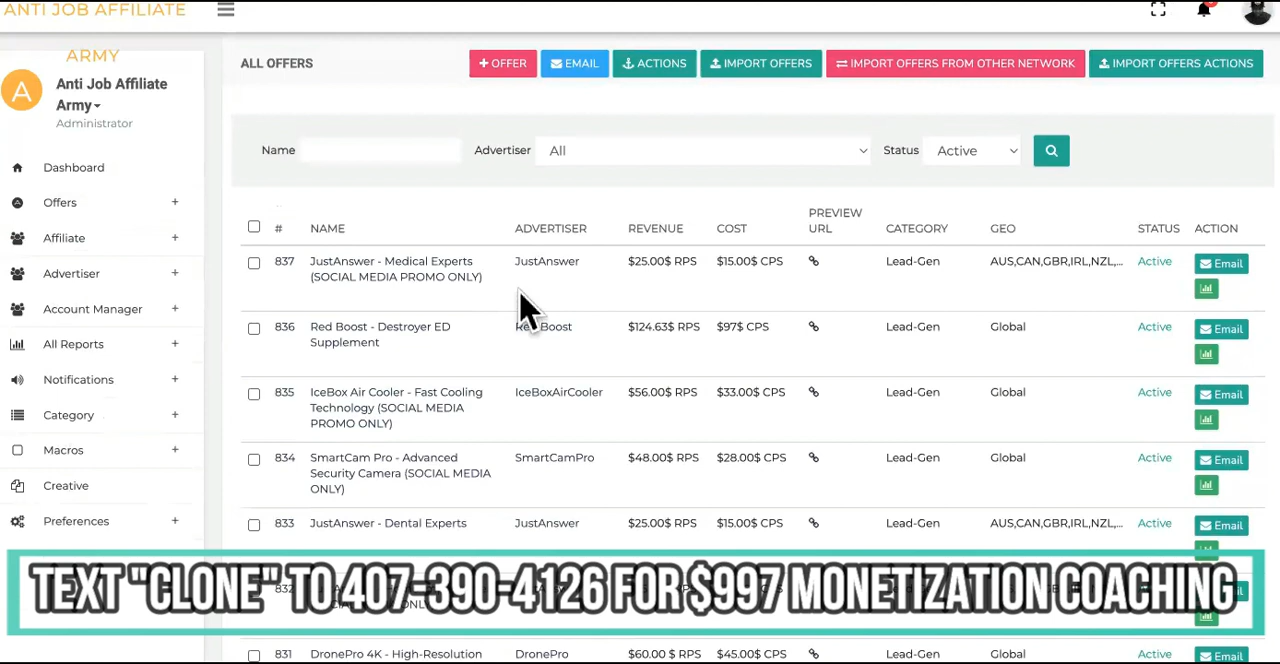 ANTI JOB AFFILIATE
ARMY
A
Anti Job Affiliate
Army
Administrator
Dashboard
Offers +
Affiliate +
Advertiser +
Account Manager +
All Reports +
Notifications +
Category +
Macros +
Creative
Preferences +
ALL OFFERS + OFFER EMAIL ACTIONS IMPORT OFFERS IMPORT OFFERS FROM OTHER NETWORK IMPORT OFFERS ACTIONS
Name Advertiser All Status Active
# NAME ADVERTISER REVENUE COST PREVIEW URL CATEGORY GEO STATUS ACTION
837 JustAnswer - Medical Experts JustAnswer $25.00$ RPS $15.00$ CPS Lead-Gen AUS,CAN,GBR,IRL,NZL,... Active Email
(SOCIAL MEDIA PROMO ONLY)
836 Red Boost - Destroyer ED Red Boost $124.63$ RPS $97$ CPS Lead-Gen Global Active Email
Supplement
835 IceBox Air Cooler - Fast Cooling IceBoxAirCooler $56.00$ RPS $33.00$ CPS Lead-Gen Global Active Email
Technology (SOCIAL MEDIA
PROMO ONLY)
834 SmartCam Pro - Advanced SmartCamPro $48.00$ RPS $28.00$ CPS Lead-Gen Global Active Email
Security Camera (SOCIAL MEDIA
ONLY)
833 JustAnswer - Dental Experts JustAnswer $25.00$ RPS $15.00$ CPS Lead-Gen AUS,CAN,GBR,IRL,NZL,... Active Email
TEXT "CLONE" TO 407-390-4126 FOR $997 MONETIZATION COACHING
831 DronePro 4K - High-Resolution DronePro $60.00$ RPS $45.00$ CPS Lead-Gen Global Active Email